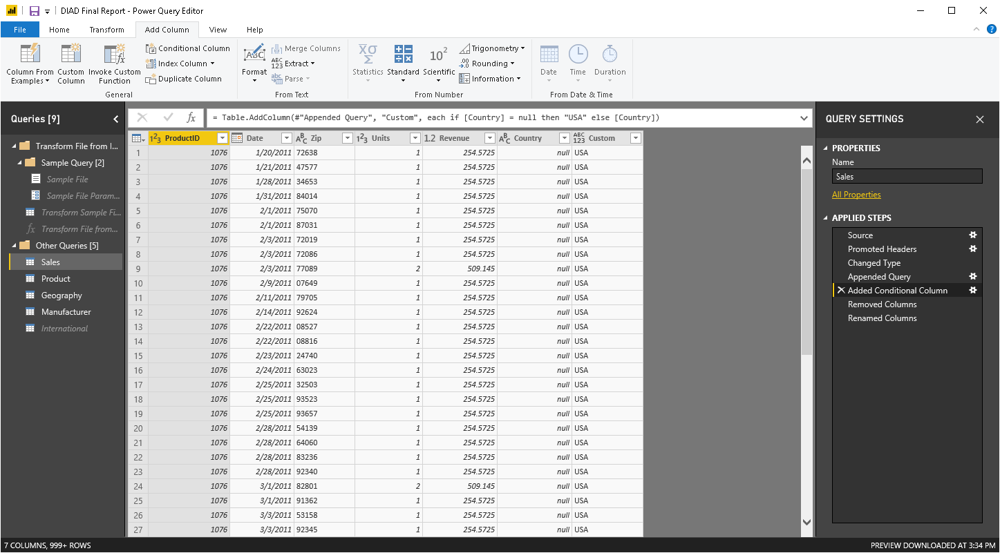 DIAD Final Report - Power Query Editor
File Home Transform Add Column View Help
Column From Examples
Custom Column
Invoke Custom Function
Conditional Column
Index Column
Duplicate Column
General
ABC
Format
Merge Columns
ABC 123 Extract
abc Parse
From Text
XO Σ
Statistics
Standard
10²
Scientific
Trigonometry
.00 Rounding
Information
From Number
Date
Time
Duration
From Date & Time
Queries [9]
Transform File from I...
Sample Query [2]
Sample File
Sample File Param...
Transform Sample Fi...
fx Transform File from...
Other Queries [5]
Sales
Product
Geography
Manufacturer
International
fx = Table.AddColumn(#"Appended Query", "Custom", each if [Country] = null then "USA" else [Country])
1²3 ProductID Date ABC Zip 1²3 Units 1.2 Revenue ABC Country ABC 123 Custom
1 1076 1/20/2011 72638 1 254.5725 null USA
2 1076 1/21/2011 47577 1 254.5725 null USA
3 1076 1/28/2011 34653 1 254.5725 null USA
4 1076 1/31/2011 84014 1 254.5725 null USA
5 1076 2/1/2011 75070 1 254.5725 null USA
6 1076 2/1/2011 87031 1 254.5725 null USA
7 1076 2/3/2011 72019 1 254.5725 null USA
8 1076 2/3/2011 72086 1 254.5725 null USA
9 1076 2/3/2011 77089 2 509.145 null USA
10 1076 2/9/2011 07649 1 254.5725 null USA
11 1076 2/11/2011 79705 1 254.5725 null USA
12 1076 2/14/2011 92624 1 254.5725 null USA
13 1076 2/22/2011 08527 1 254.5725 null USA
14 1076 2/22/2011 08816 1 254.5725 null USA
15 1076 2/23/2011 24740 1 254.5725 null USA
16 1076 2/24/2011 63023 1 254.5725 null USA
17 1076 2/25/2011 32503 1 254.5725 null USA
18 1076 2/25/2011 93523 1 254.5725 null USA
19 1076 2/25/2011 93657 1 254.5725 null USA
20 1076 2/28/2011 54139 1 254.5725 null USA
21 1076 2/28/2011 64060 1 254.5725 null USA
22 1076 2/28/2011 83236 1 254.5725 null USA
23 1076 2/28/2011 92340 1 254.5725 null USA
24 1076 3/1/2011 82801 2 509.145 null USA
25 1076 3/1/2011 91362 1 254.5725 null USA
26 1076 3/3/2011 53158 1 254.5725 null USA
27 1076 3/3/2011 92345 1 254.5725 null USA
QUERY SETTINGS
PROPERTIES
Name
Sales
All Properties
APPLIED STEPS
Source
Promoted Headers
Changed Type
Appended Query
Added Conditional Column
Removed Columns
Renamed Columns
7 COLUMNS, 999+ ROWS
PREVIEW DOWNLOADED AT 3:34 PM